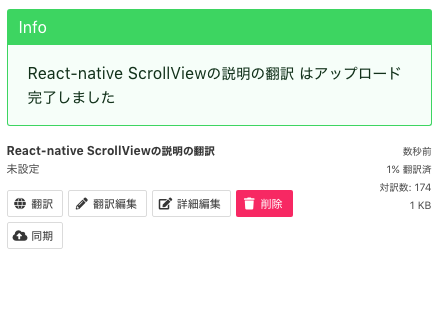 Info
React-native ScrollViewの説明の翻訳 はアップロード
完了しました
React-native ScrollViewの説明の翻訳
数秒前
未設定
1% 翻訳済
対訳数: 174
1 KB
翻訳
翻訳編集
詳細編集
削除
同期